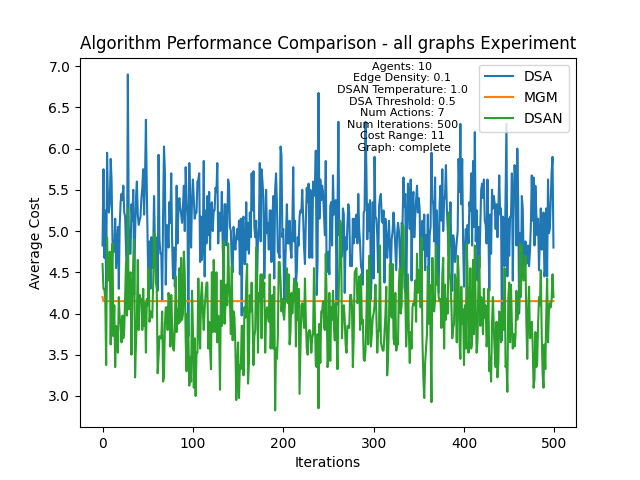 Algorithm Performance Comparison - all graphs Experiment
Agents: 10
Edge Density: 0.1
DSAN Temperature: 1.0
DSA Threshold: 0.5
Num Actions: 7
Num Iterations: 500
Cost Range: 11
Graph: complete
DSA
MGM
DSAN
Average Cost
7.0
6.5
6.0
5.5
5.0
4.5
4.0
3.5
3.0
0
100
200
300
400
500
Iterations